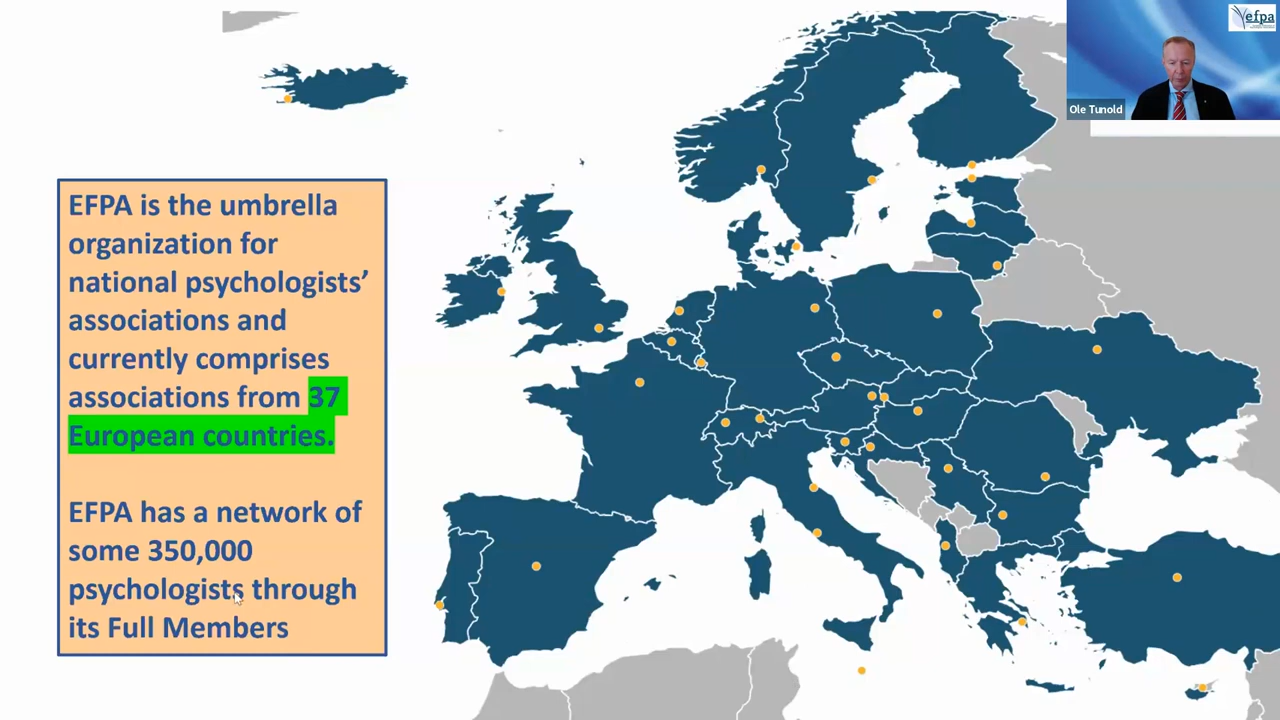 efpa
Ole Tunold
EFPA is the umbrella
organization for
national psychologists’
associations and
currently comprises
associations from 37
European countries.
EFPA has a network of
some 350,000
psychologists through
its Full Members